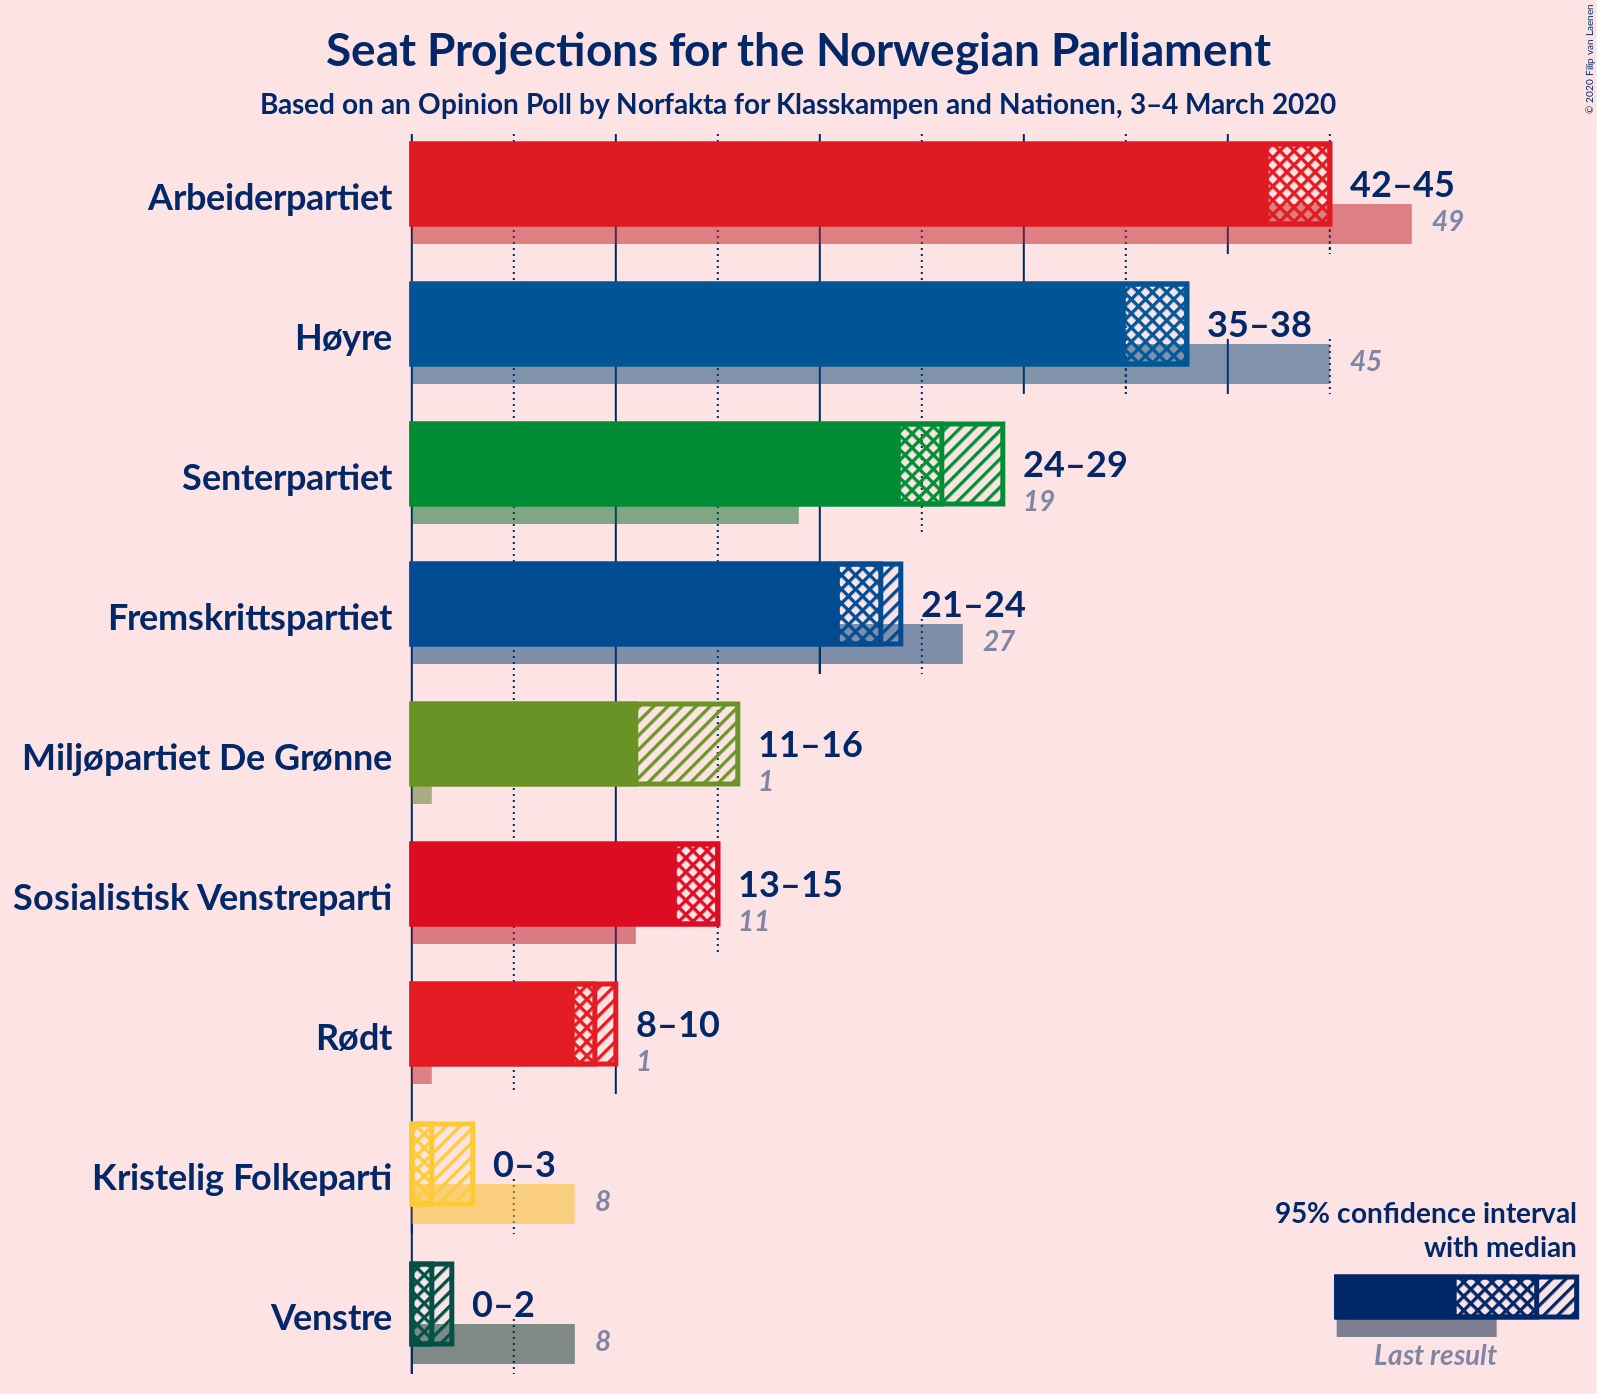 Seat Projections for the Norwegian Parliament
Based on an Opinion Poll by Norfakta for Klasskampen and Nationen, 3–4 March 2020
© 2020 Filip van Laenen
Arbeiderpartiet
42–45
49
Høyre
35–38
45
Senterpartiet
24–29
19
Fremskrittspartiet
21–24
27
Miljøpartiet De Grønne
11–16
1
Sosialistisk Venstreparti
13–15
11
Rødt
8–10
1
Kristelig Folkeparti
0–3
8
Venstre
0–2
8
95% confidence interval
with median
Last result